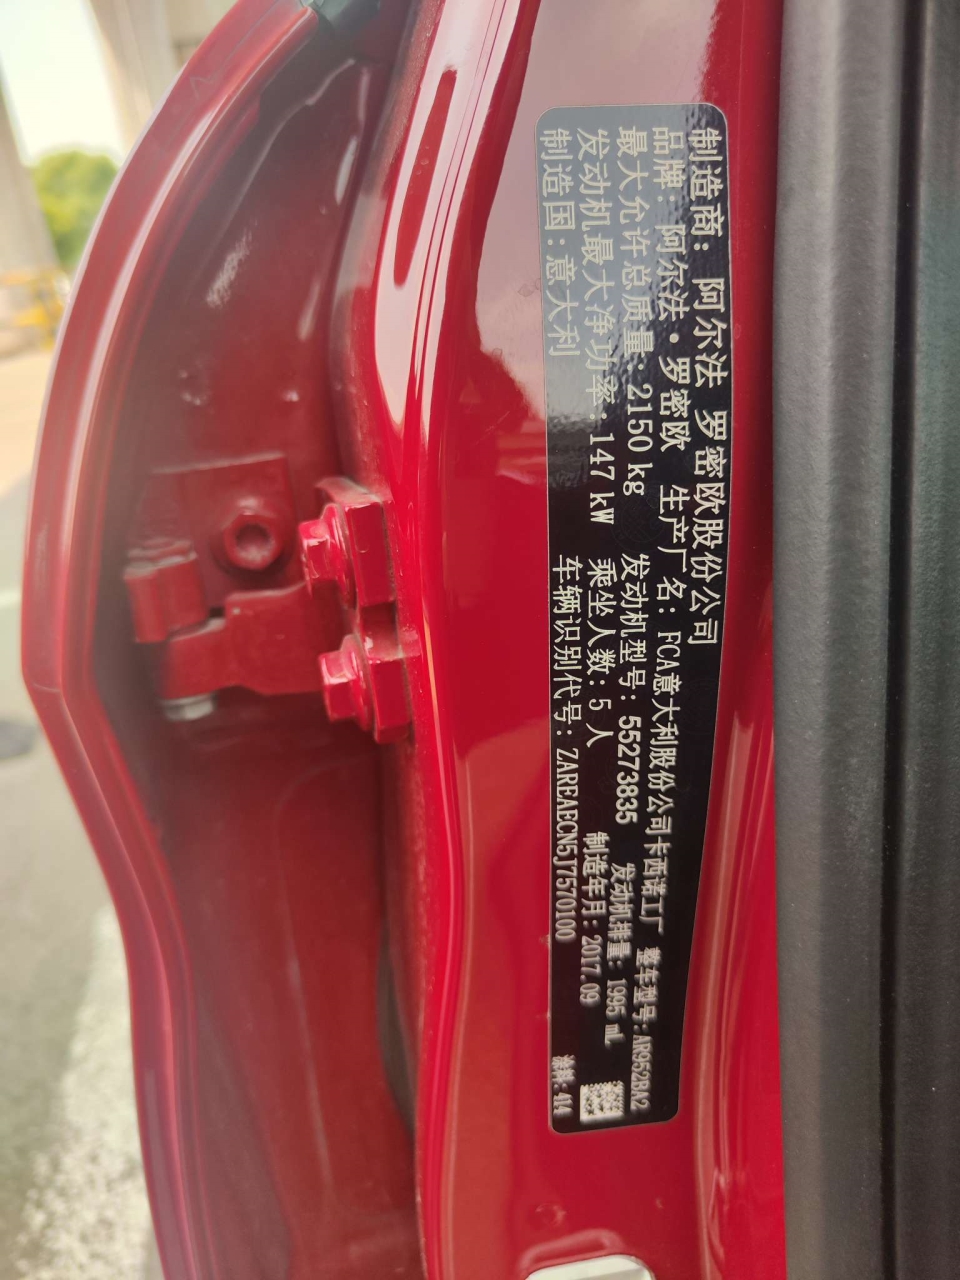 制造商: 阿尔法 罗密欧股份公司
品牌: 阿尔法·罗密欧 生产厂名: FCA意大利股份公司卡西诺工厂 整车型号: AR952BA2
最大允许总质量: 2150 kg 发动机型号: 55273835 发动机排量: 1995 mL
发动机最大净功率: 147 kW 乘坐人数: 5 人 制造年月: 2017.09
制造国: 意大利 车辆识别代号: ZAREAECN5J7570100 涂料: 414